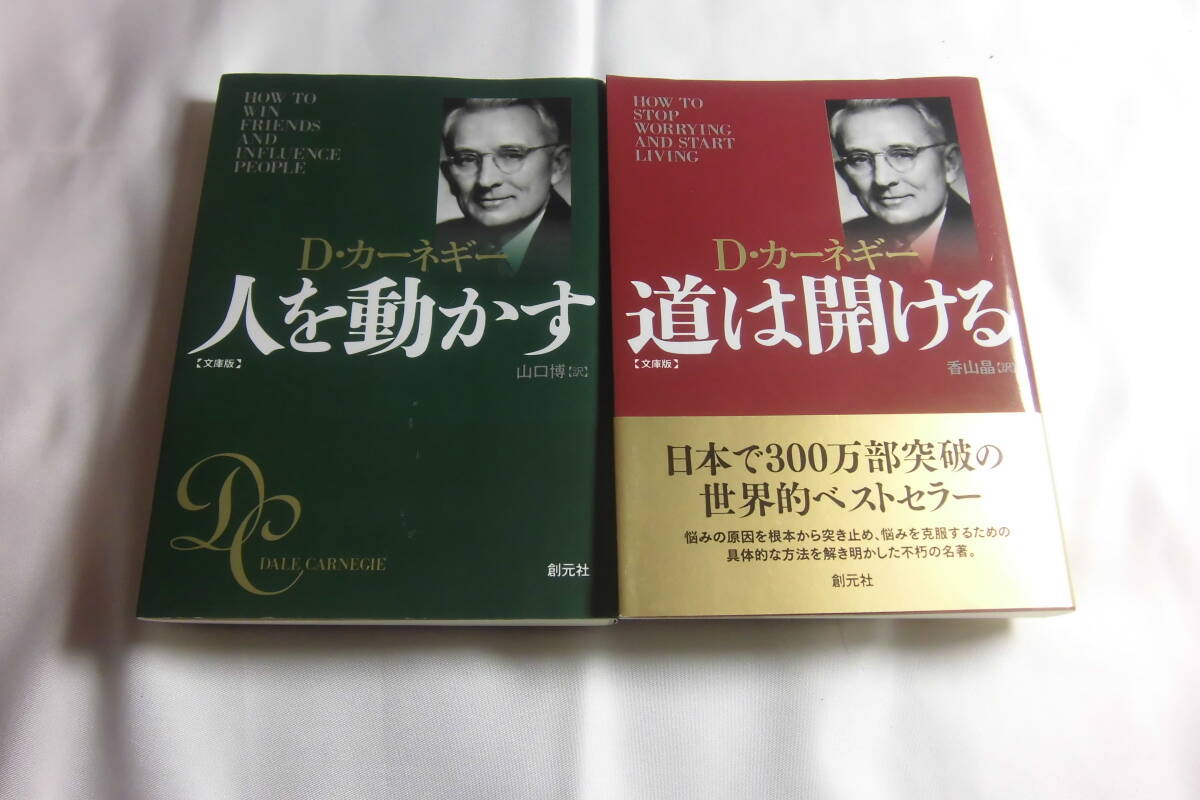 HOW TO
WIN
FRIENDS
AND
INFLUENCE
PEOPLE
D・カーネギー
人を動かす
【文庫版】
山口博【訳】
DC
DALE CARNEGIE
創元社
HOW TO
STOP
WORRYING
AND START
LIVING
D・カーネギー
道は開ける
【文庫版】
香山晶【訳】
日本で300万部突破の
世界的ベストセラー
悩みの原因を根本から突き止め、悩みを克服するための
具体的な方法を解き明かした不朽の名著。
創元社